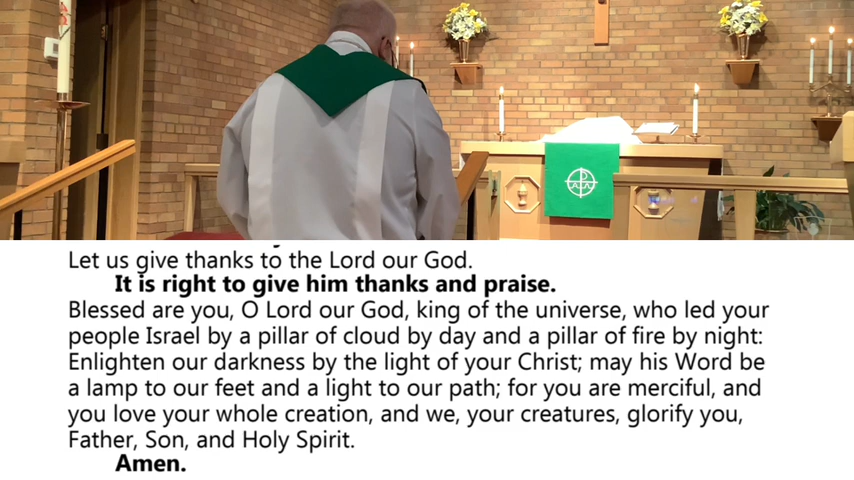 Let us give thanks to the Lord our God.
It is right to give him thanks and praise.
Blessed are you, O Lord our God, king of the universe, who led your
people Israel by a pillar of cloud by day and a pillar of fire by night:
Enlighten our darkness by the light of your Christ; may his Word be
a lamp to our feet and a light to our path; for you are merciful, and
you love your whole creation, and we, your creatures, glorify you,
Father, Son, and Holy Spirit.
Amen.